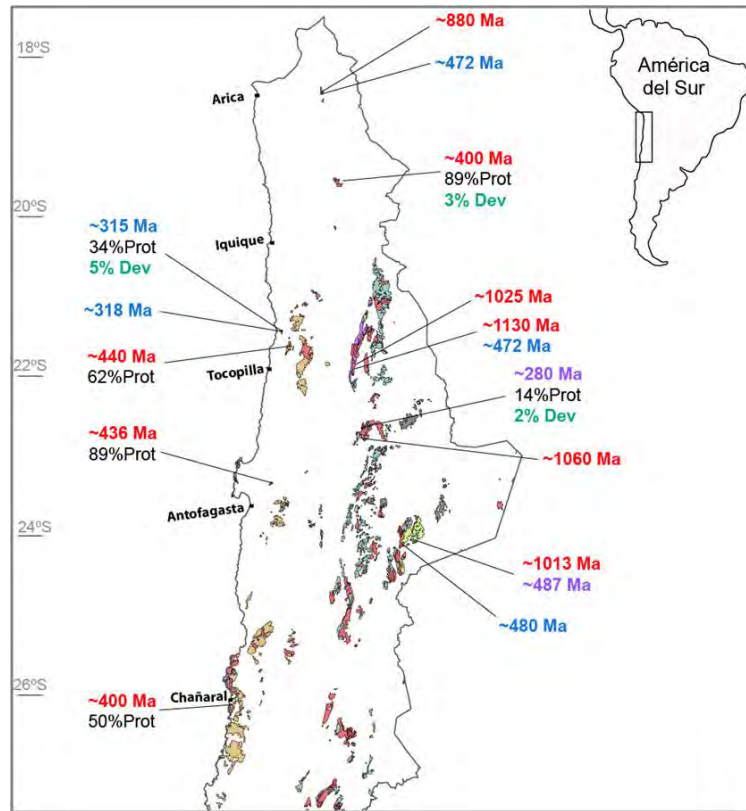 ~880 Ma
18ºS
~472 Ma
América
del Sur
Arica
~400 Ma
89%Prot
3% Dev
20ºS
~315 Ma
34%Prot
5% Dev
Iquique
~1025 Ma
~318 Ma
~1130 Ma
~472 Ma
~440 Ma
62%Prot
22ºS
Tocopilla
~280 Ma
14%Prot
2% Dev
~436 Ma
89%Prot
~1060 Ma
Antofagasta
24ºS
~1013 Ma
~487 Ma
~480 Ma
26ºS
~400 Ma
50%Prot
Chañaral